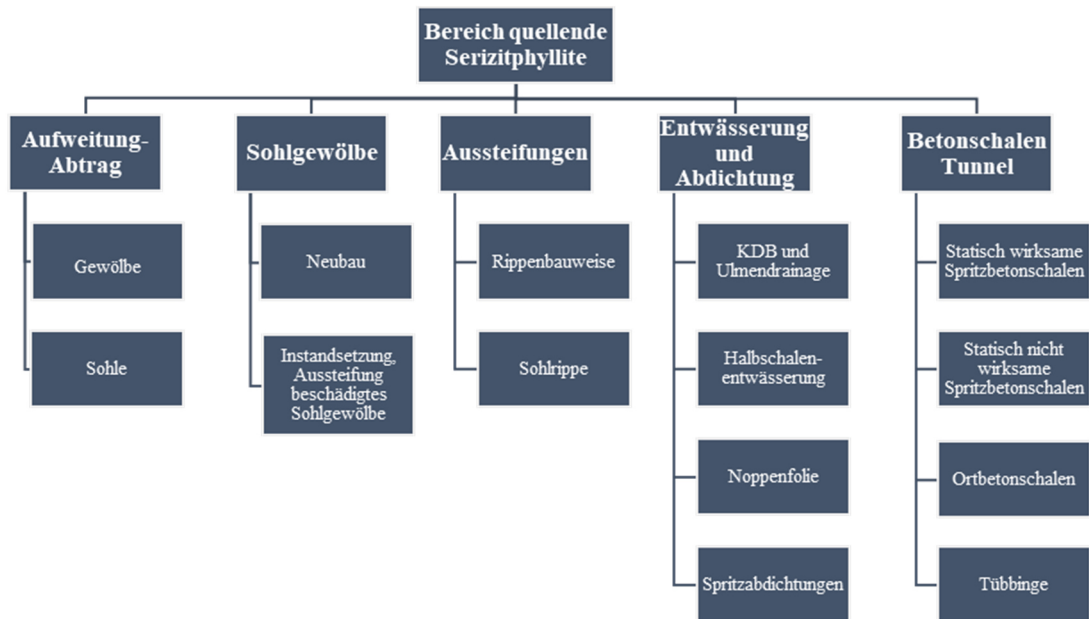 Bereich quellende
Serizitphyllite
Aufweitung-
Abtrag
Gewölbe
Sohle
Sohlgewölbe
Neubau
Instandsetzung,
Aussteifung
beschädigtes
Sohlgewölbe
Aussteifungen
Rippenbauweise
Sohlrippe
Entwässerung
und
Abdichtung
KDB und
Ulmendrainage
Halbschalen-
entwässerung
Noppenfolie
Spritzabdichtungen
Betonschalen
Tunnel
Statisch wirksame
Spritzbetonschalen
Statisch nicht
wirksame
Spritzbetonschalen
Ortbetonschalen
Tübbinge